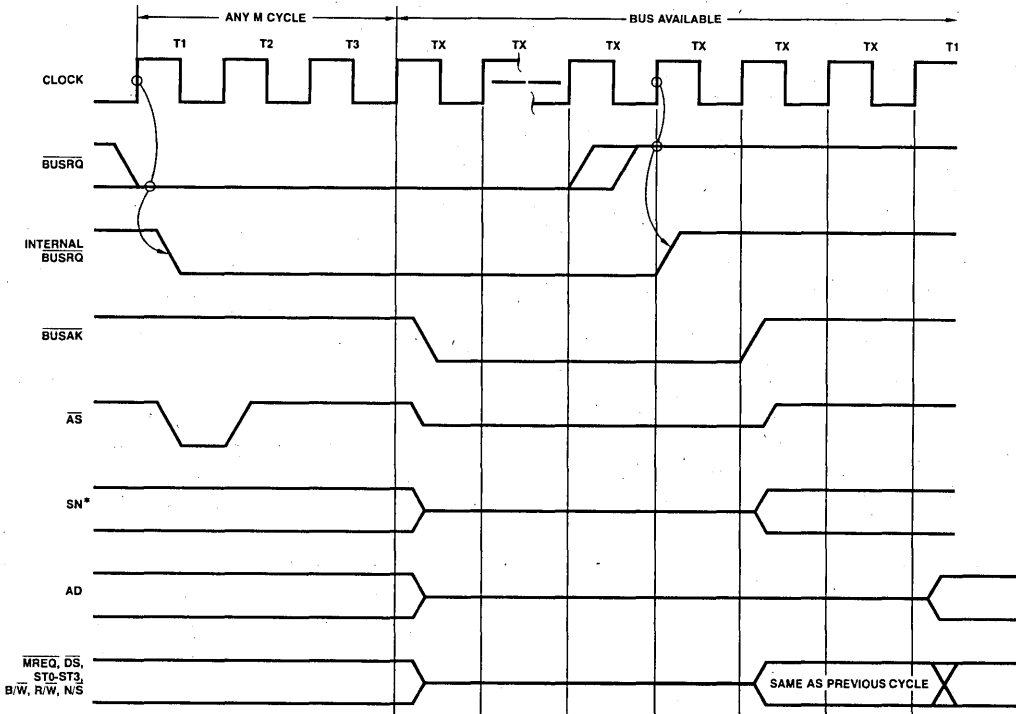 ANY M CYCLE
BUS AVAILABLE
T1 T2 T3 TX TX TX TX TX TX T1
CLOCK
BUSRQ
INTERNAL
BUSRQ
BUSAK
AS
SN*
AD
MREQ, DS,
ST0-ST3,
B/W, R/W, N/S
SAME AS PREVIOUS CYCLE